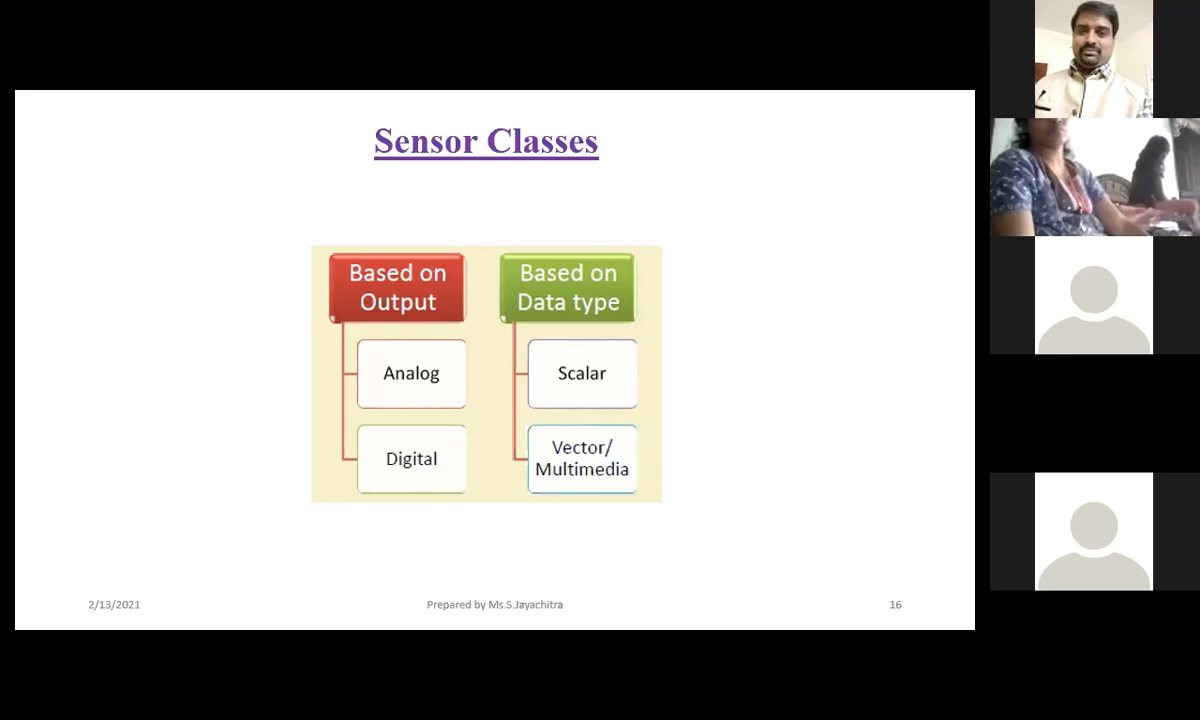 Sensor Classes
Based on
Output
Analog
Digital
Based on
Data type
Scalar
Vector/
Multimedia
2/13/2021
Prepared by Ms.S.Jayachitra
16